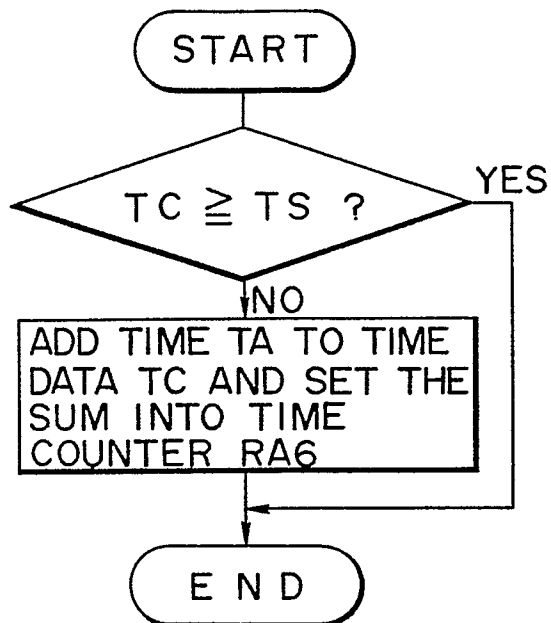 START
TC ≧ TS ?
YES
NO
ADD TIME TA TO TIME
DATA TC AND SET THE
SUM INTO TIME
COUNTER RA6
END